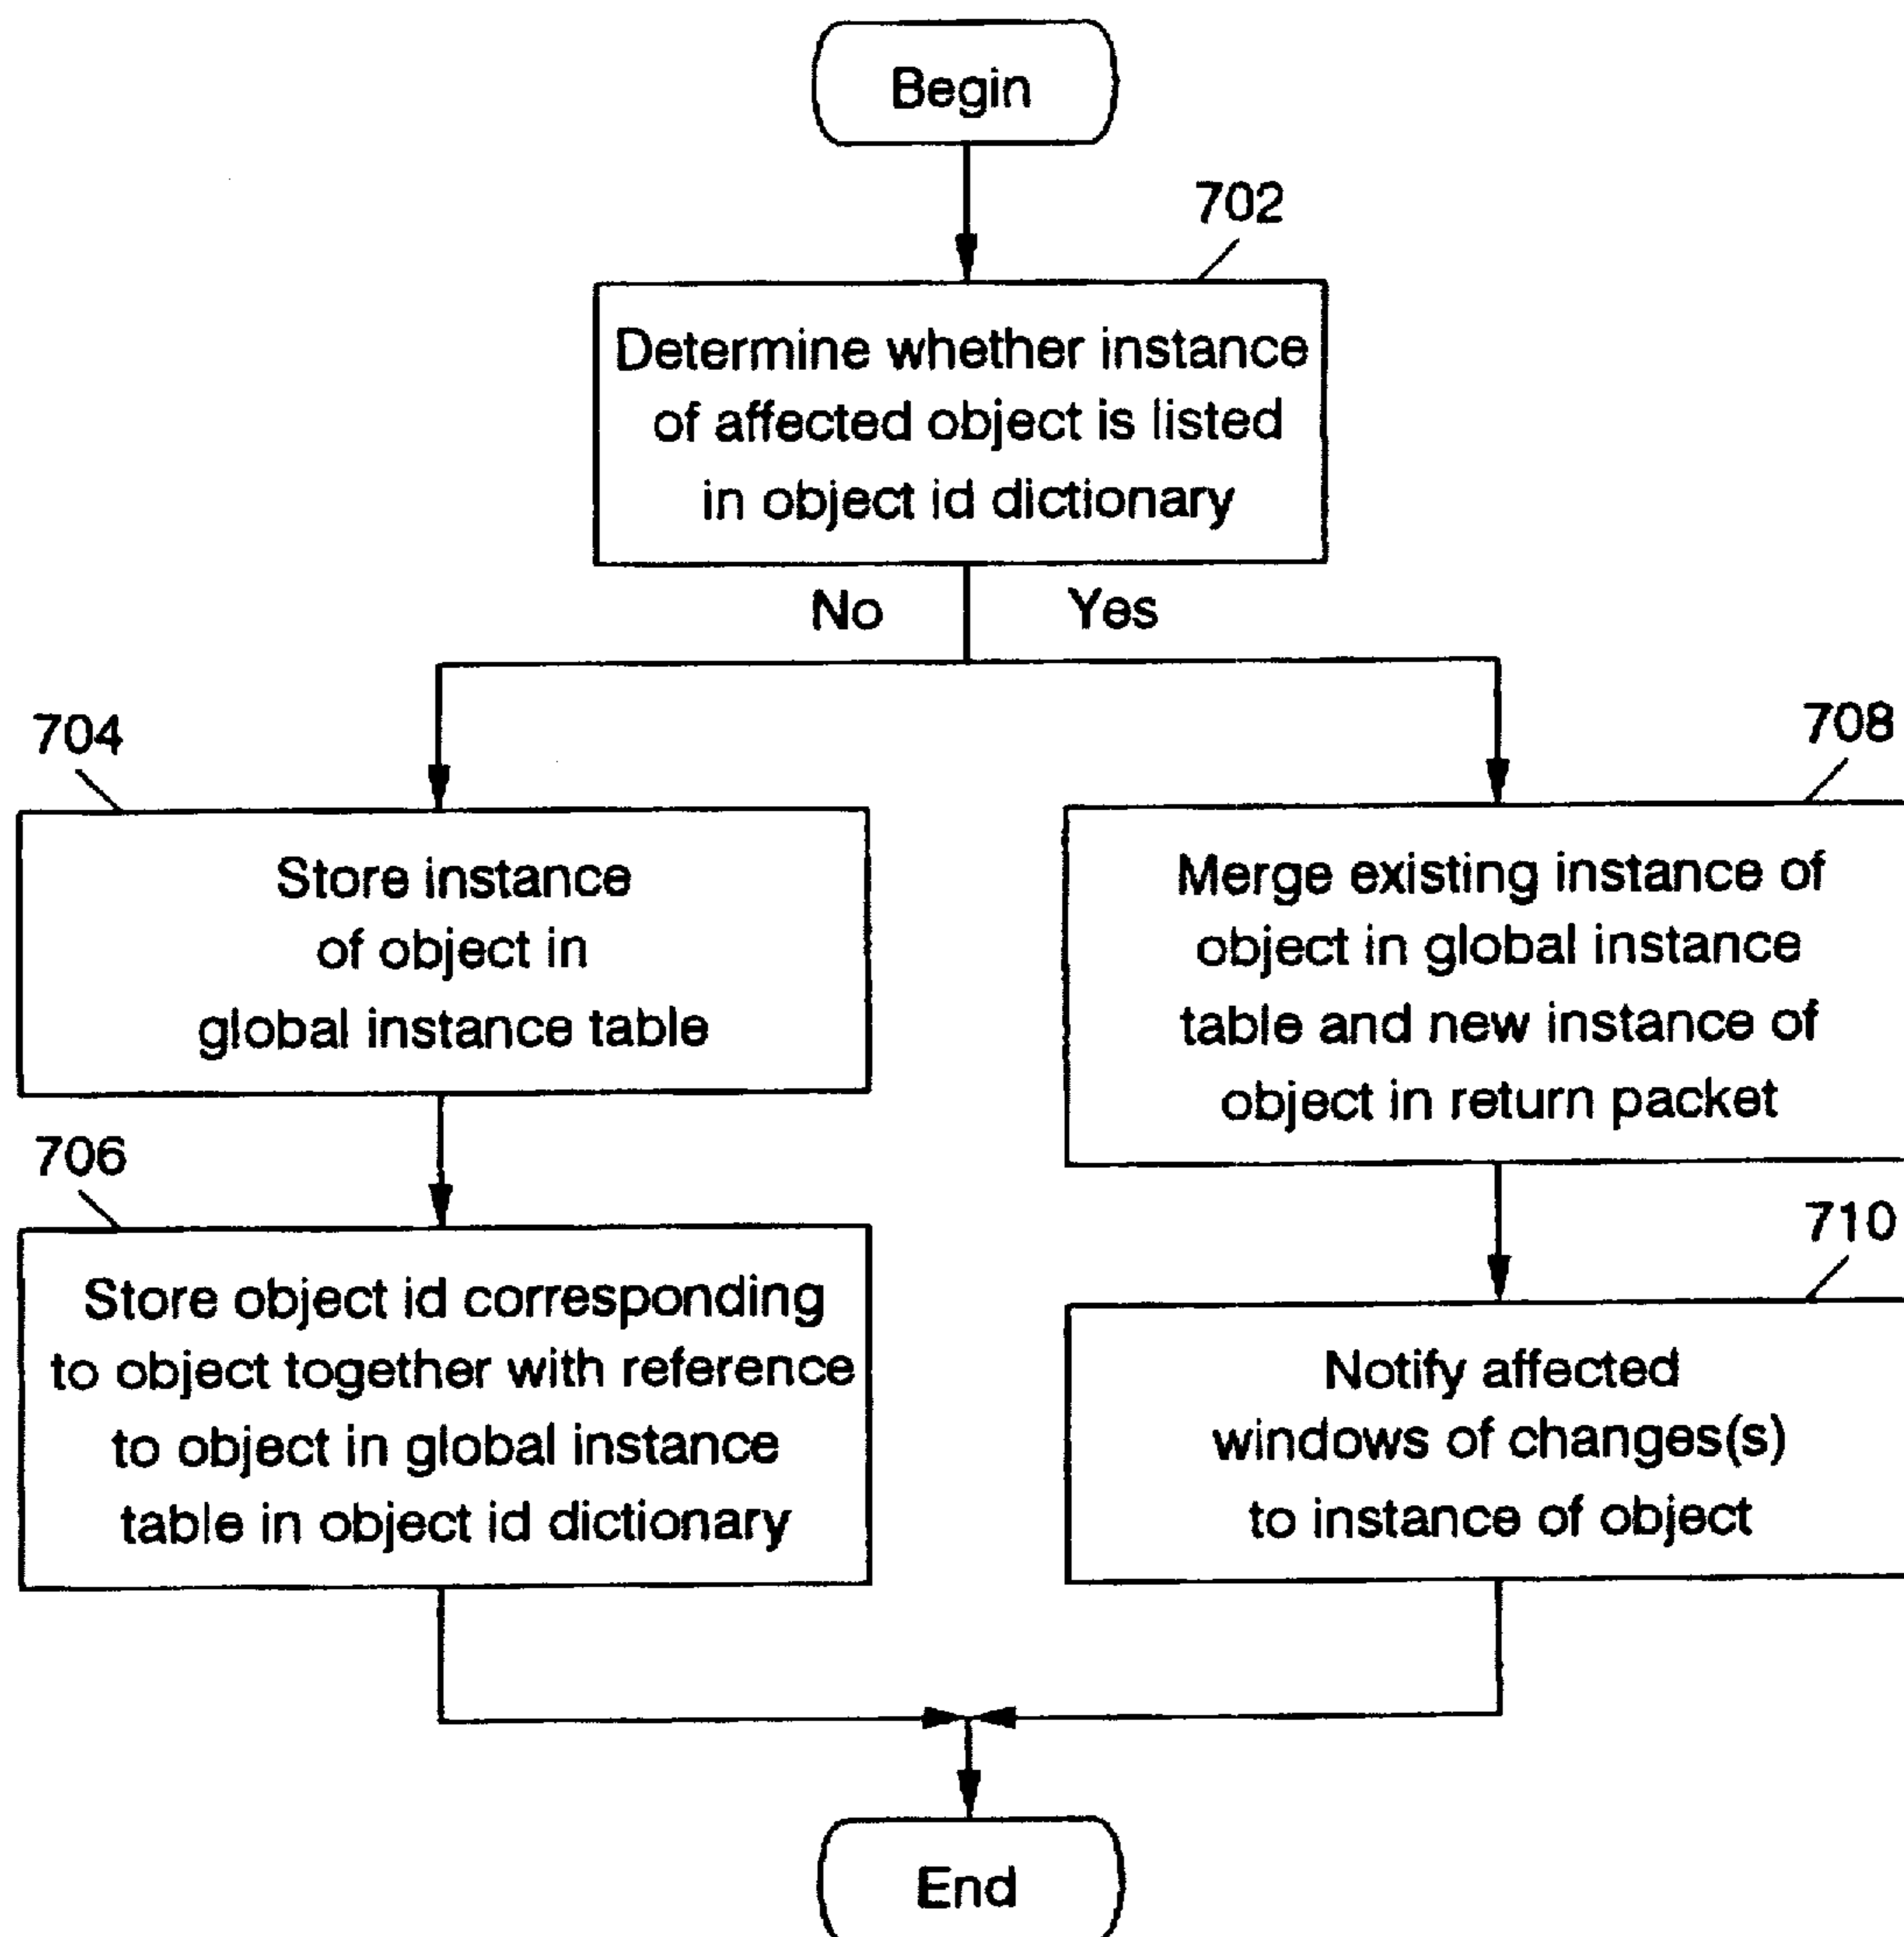 Begin
702
Determine whether instance
of affected object is listed
in object id dictionary
No
Yes
704
Store instance
of object in
global instance table
706
Store object id corresponding
to object together with reference
to object in global instance
table in object id dictionary
708
Merge existing instance of
object in global instance
table and new instance of
object in return packet
710
Notify affected
windows of changes(s)
to instance of object
End